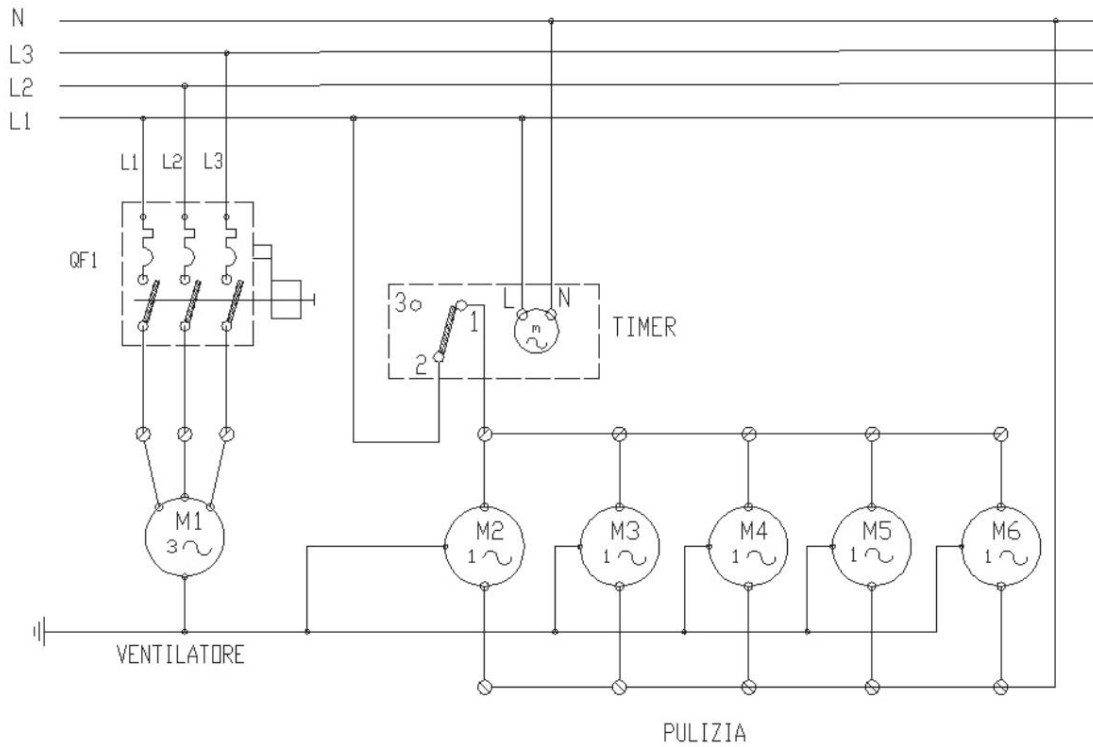 N
L3
L2
L1
L1 L2 L3
QF1
3 1 2
L N
m
TIMER
M1
3
M2
1
M3
1
M4
1
M5
1
M6
1
VENTILATORE
PULIZIA